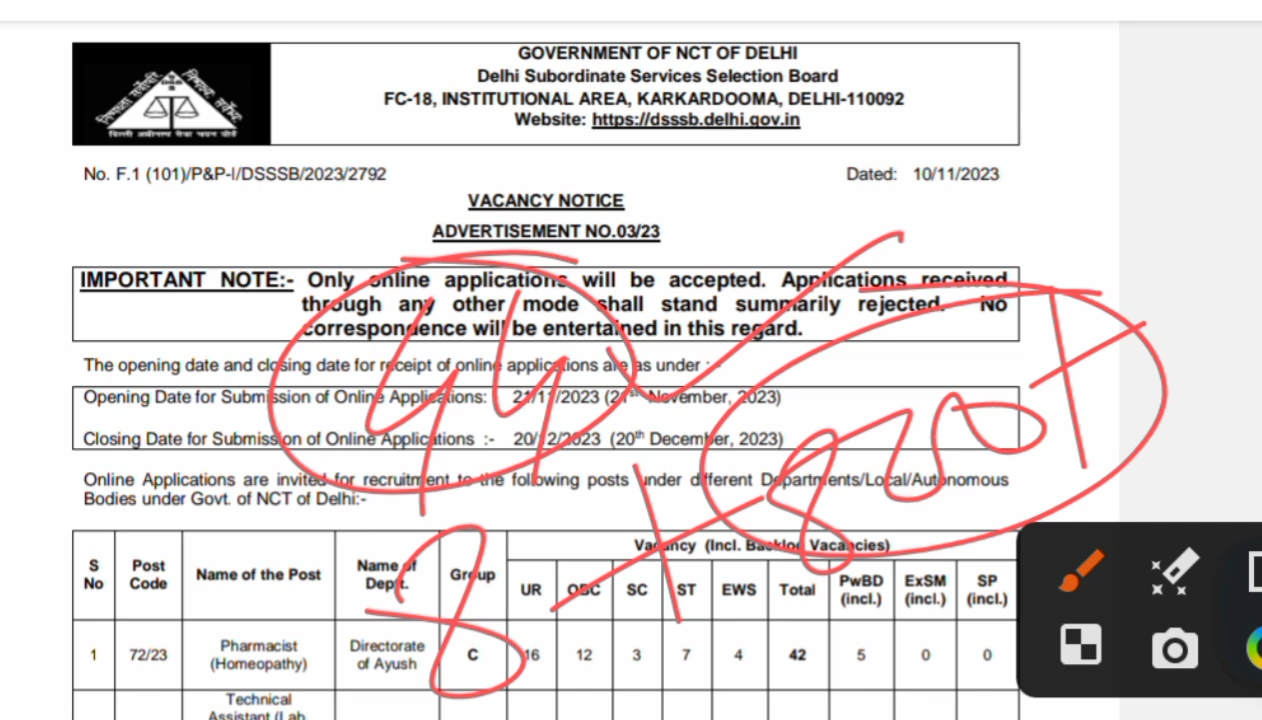 GOVERNMENT OF NCT OF DELHI
Delhi Subordinate Services Selection Board
FC-18, INSTITUTIONAL AREA, KARKARDOOMA, DELHI-110092
Website: https://dsssb.delhi.gov.in
No. F.1 (101)/P&P-I/DSSSB/2023/2792 Dated: 10/11/2023
VACANCY NOTICE
ADVERTISEMENT NO.03/23
IMPORTANT NOTE:- Only online applications will be accepted. Applications received
through any other mode shall stand summarily rejected. No
correspondence will be entertained in this regard.
The opening date and closing date for receipt of online applications are as under :-
Opening Date for Submission of Online Applications: 21/11/2023 (21st November, 2023)
Closing Date for Submission of Online Applications :- 20/12/2023 (20th December, 2023)
Online Applications are invited for recruitment to the following posts under different Departments/Local/Autonomous
Bodies under Govt. of NCT of Delhi:-
S No Post Code Name of the Post Name of Deptt. Group Vacancy (Incl. Backlog Vacancies)
UR OBC SC ST EWS Total PwBD (incl.) ExSM (incl.) SP (incl.)
1 72/23 Pharmacist (Homeopathy) Directorate of Ayush C 16 12 3 7 4 42 5 0 0
Technical
Assistant (Lab